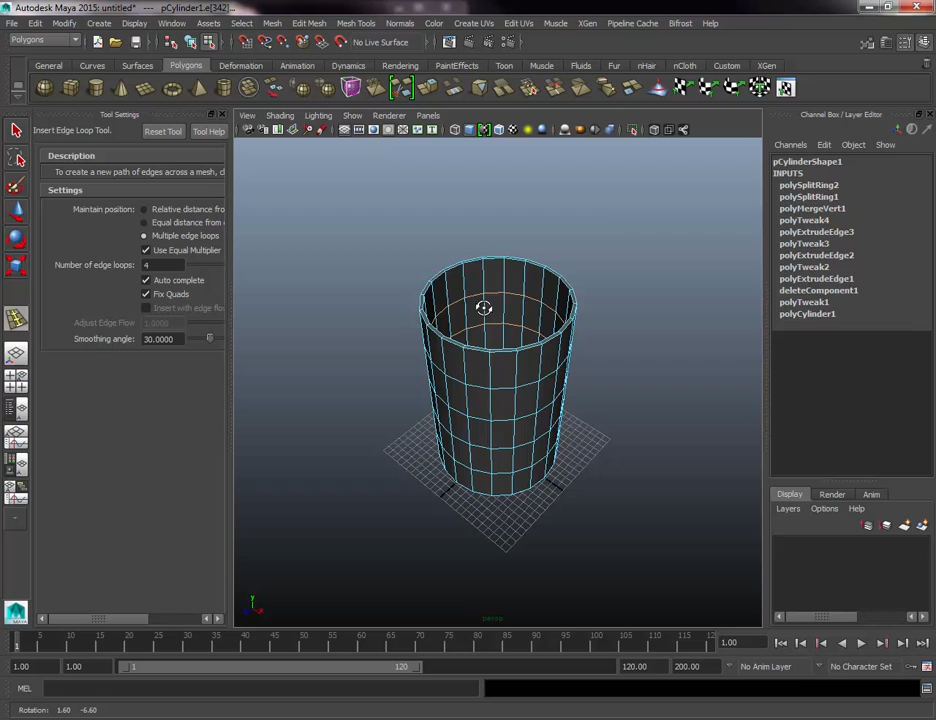 Autodesk Maya 2015: untitled* --- pCylinder1.e[342]...
File Edit Modify Create Display Window Assets Select Mesh Edit Mesh Mesh Tools Normals Color Create UVs Edit UVs Muscle XGen Pipeline Cache Bifrost Help
Polygons No Live Surface
General Curves Surfaces Polygons Deformation Animation Dynamics Rendering PaintEffects Toon Muscle Fluids Fur nHair nCloth Custom XGen
Tool Settings
Insert Edge Loop Tool. Reset Tool Tool Help
Description
To create a new path of edges across a mesh, c
Settings
Maintain position: Relative distance fro
Equal distance from
Multiple edge loops
Use Equal Multiplier
Number of edge loops: 4
Auto complete
Fix Quads
Insert with edge flo
Adjust Edge Flow 1.0000
Smoothing angle: 30.0000
View Shading Lighting Show Renderer Panels
persp
Channel Box / Layer Editor
Channels Edit Object Show
pCylinderShape1
INPUTS
polySplitRing2
polySplitRing1
polyMergeVert1
polyTweak4
polyExtrudeEdge3
polyTweak3
polyExtrudeEdge2
polyTweak2
polyExtrudeEdge1
deleteComponent1
polyTweak1
polyCylinder1
Display Render Anim
Layers Options Help
1 5 10 15 20 25 30 35 40 45 50 55 60 65 70 75 80 85 90 95 100 105 110 115 12 1.00
1.00 1.00 1 120 120.00 200.00 No Anim Layer No Character Set
MEL
Rotation: 1.60 -6.60